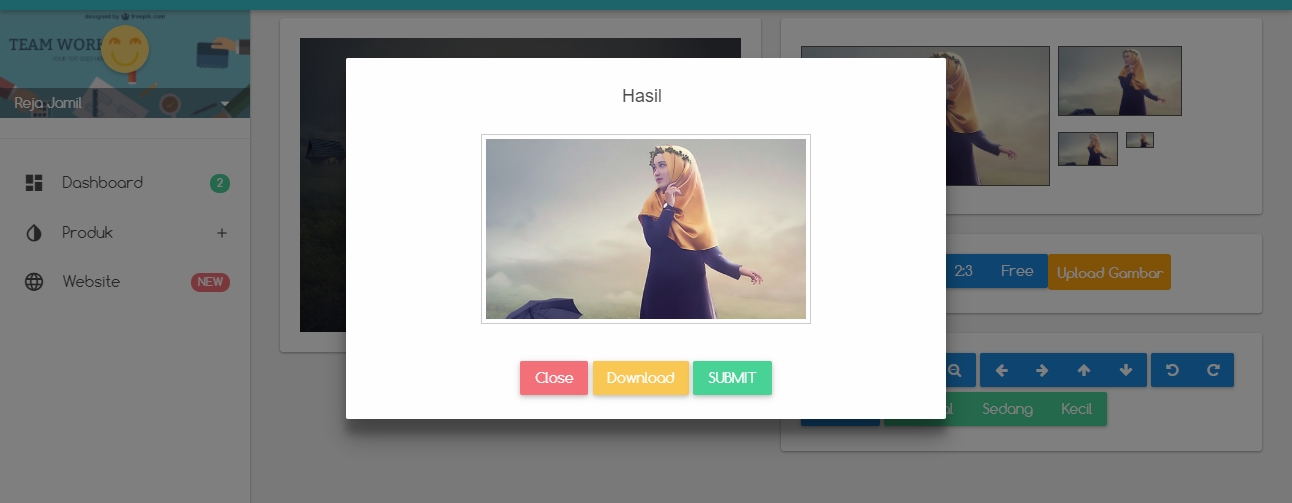 designed by freepik.com
TEAM WORK
Reja Jamil
Dashboard 2
Produk +
Website NEW
Hasil
Close Download SUBMIT
2:3 Free Upload Gambar
Sedang Kecil